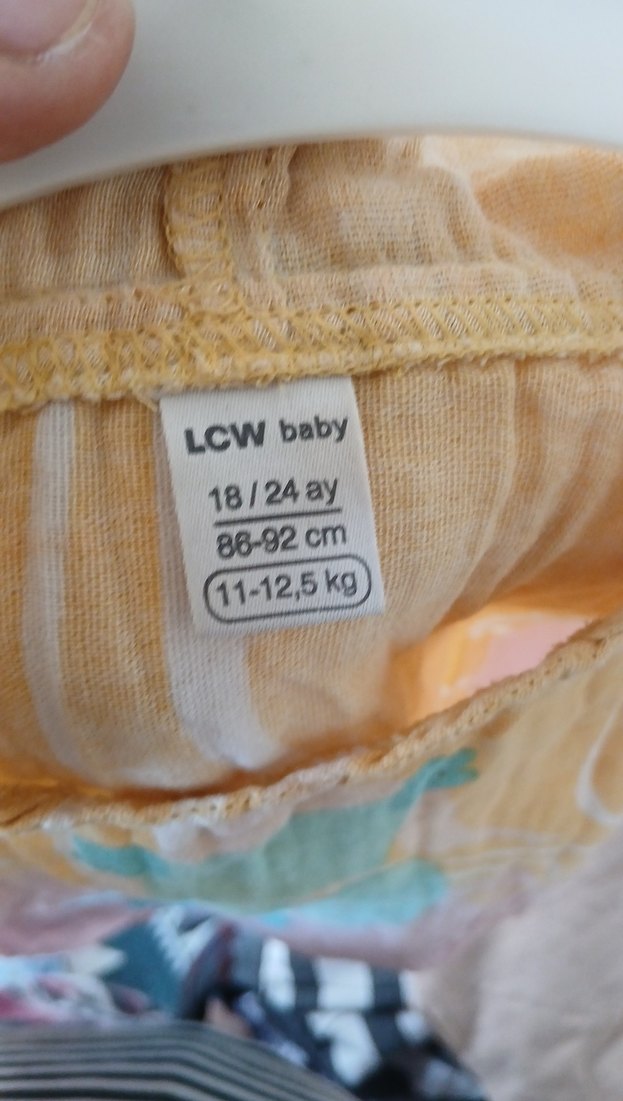 LCW baby
18 / 24 ay
86-92 cm
11-12,5 kg